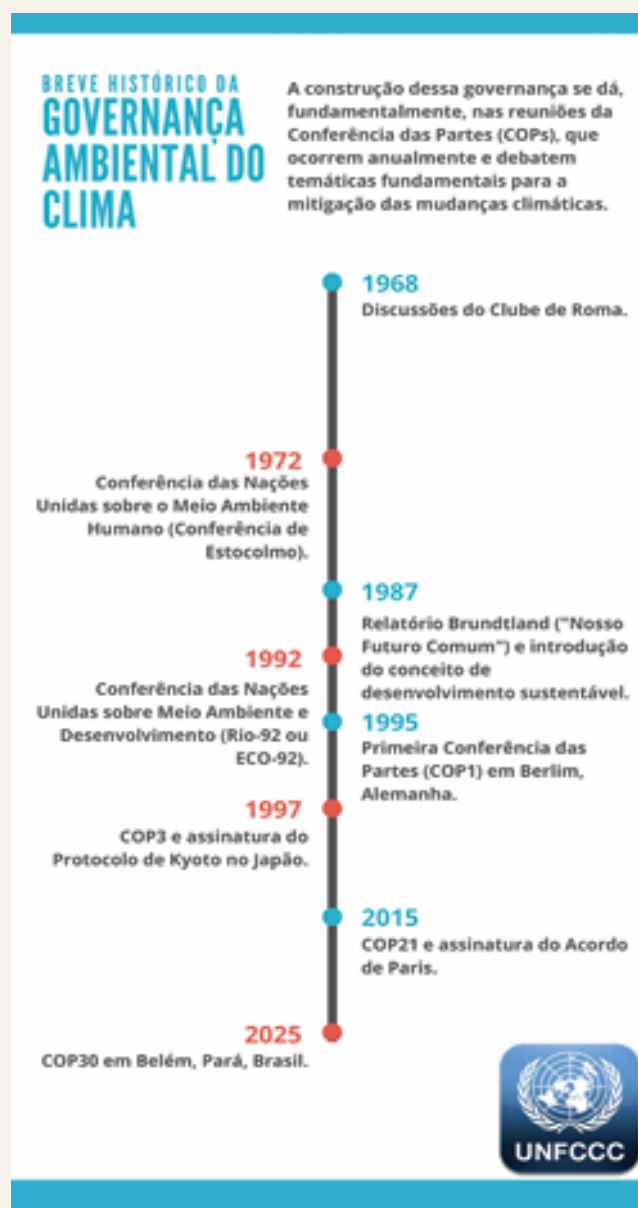 BREVE HISTÓRICO DA
GOVERNANÇA
AMBIENTAL DO
CLIMA
A construção dessa governança se dá,
fundamentalmente, nas reuniões da
Conferência das Partes (COPs), que
ocorrem anualmente e debatem
temáticas fundamentais para a
mitigação das mudanças climáticas.
1968
Discussões do Clube de Roma.
1972
Conferência das Nações
Unidas sobre o Meio Ambiente
Humano (Conferência de
Estocolmo).
1987
Relatório Brundtland ("Nosso
Futuro Comum") e introdução
do conceito de
desenvolvimento sustentável.
1992
Conferência das Nações
Unidas sobre Meio Ambiente e
Desenvolvimento (Rio-92 ou
ECO-92).
1995
Primeira Conferência das
Partes (COP1) em Berlim,
Alemanha.
1997
COP3 e assinatura do
Protocolo de Kyoto no Japão.
2015
COP21 e assinatura do Acordo
de Paris.
2025
COP30 em Belém, Pará, Brasil.
UNFCCC